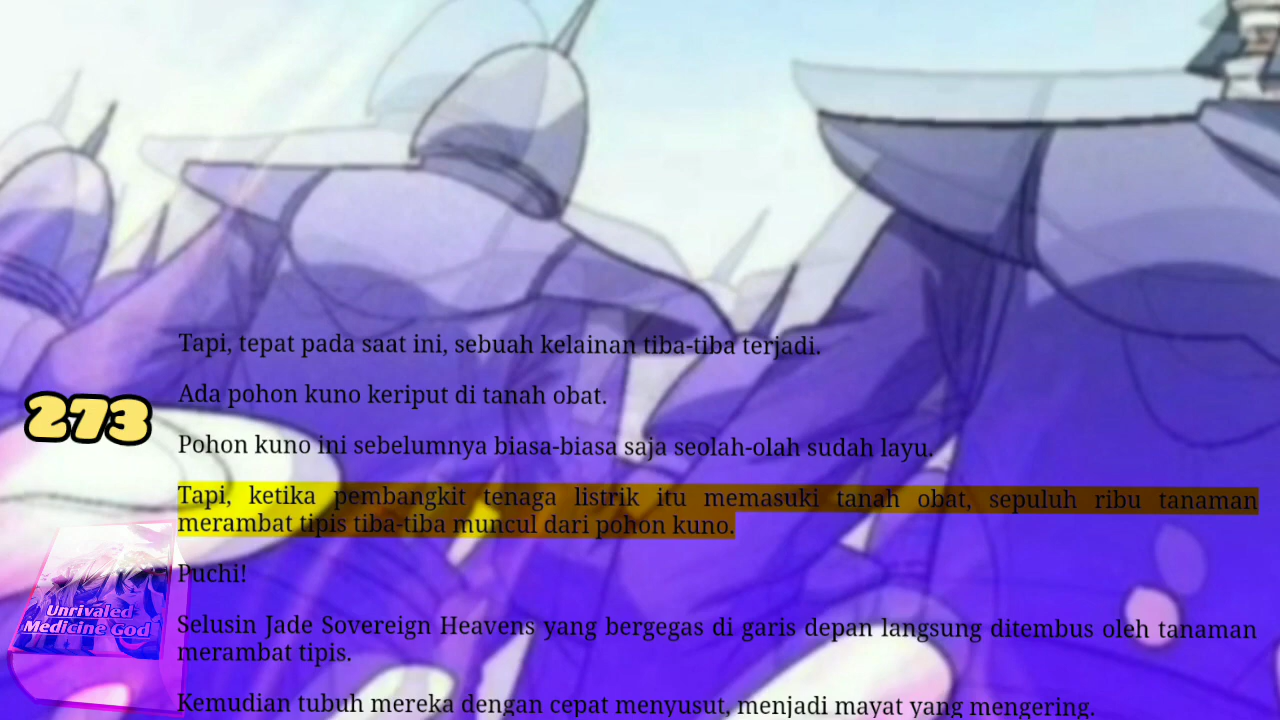 Tapi, tepat pada saat ini, sebuah kelainan tiba-tiba terjadi.
Ada pohon kuno keriput di tanah obat.
273
Pohon kuno ini sebelumnya biasa-biasa saja seolah-olah sudah layu.
Tapi, ketika pembangkit tenaga listrik itu memasuki tanah obat, sepuluh ribu tanaman
merambat tipis tiba-tiba muncul dari pohon kuno.
Puchi!
Unrivaled
Medicine God
Selusin Jade Sovereign Heavens yang bergegas di garis depan langsung ditembus oleh tanaman
merambat tipis.
Kemudian tubuh mereka dengan cepat menyusut, menjadi mayat yang mengering.